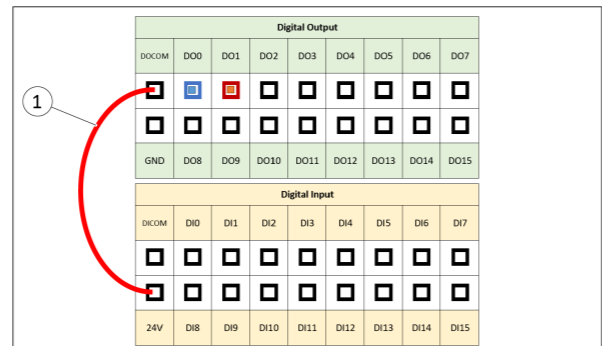 Digital Output
DOCOM DO0 DO1 DO2 DO3 DO4 DO5 DO6 DO7
1
GND DO8 DO9 DO10 DO11 DO12 DO13 DO14 DO15
Digital Input
DICOM DI0 DI1 DI2 DI3 DI4 DI5 DI6 DI7
24V DI8 DI9 DI10 DI11 DI12 DI13 DI14 DI15